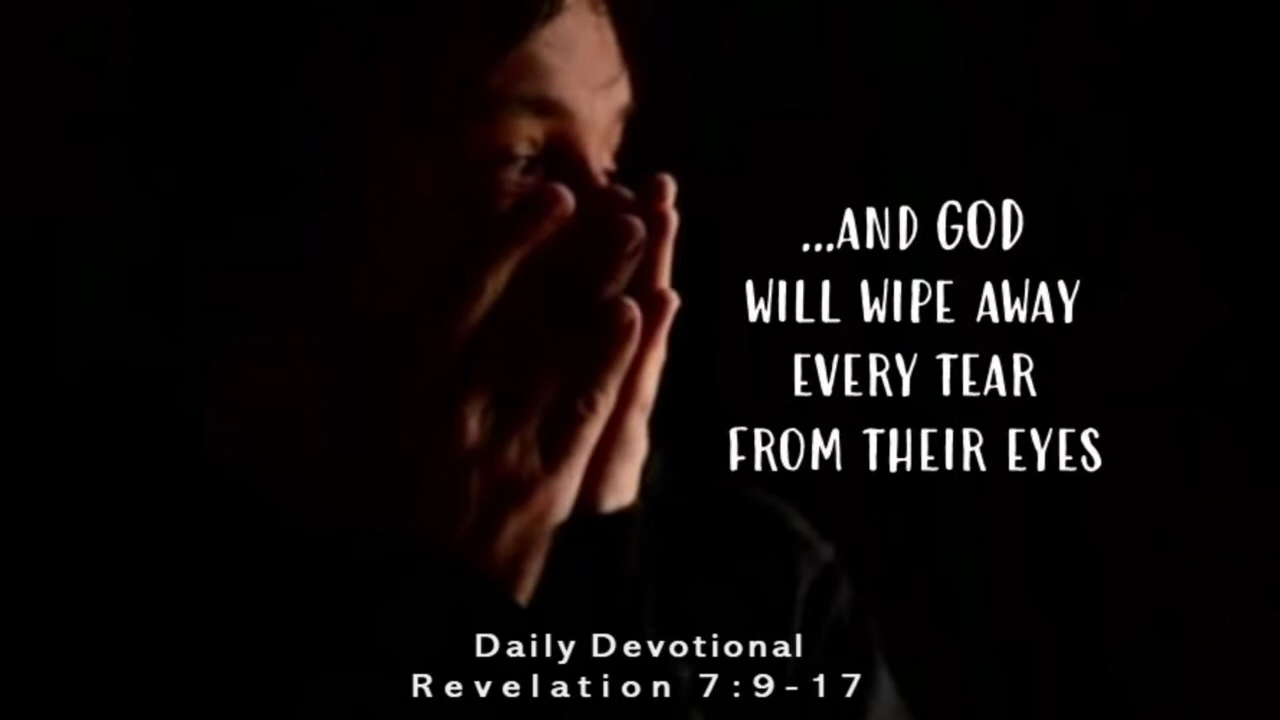 ...AND GOD
WILL WIPE AWAY
EVERY TEAR
FROM THEIR EYES
Daily Devotional
Revelation 7:9-17